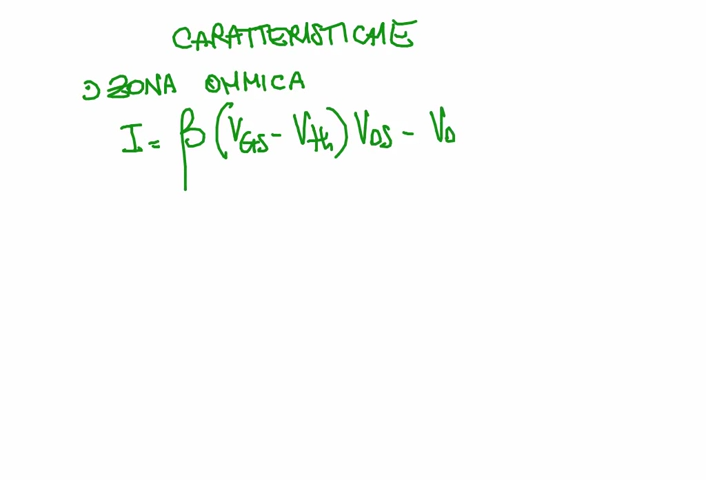 CARATTERISTICHE
ZONA OHMICA
I = β (VGS - Vth) VDS - VD